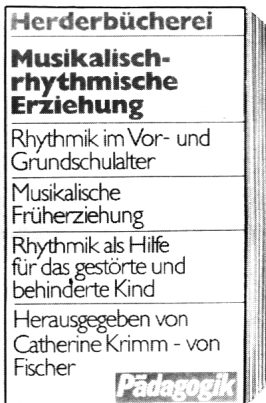 Herderbücherei
Musikalisch-
rhythmische
Erziehung
Rhythmik im Vor- und
Grundschulalter
Musikalische
Früherziehung
Rhythmik als Hilfe
für das gestörte und
behinderte Kind
Herausgegeben von
Catherine Krimm - von
Fischer
Pädagogik